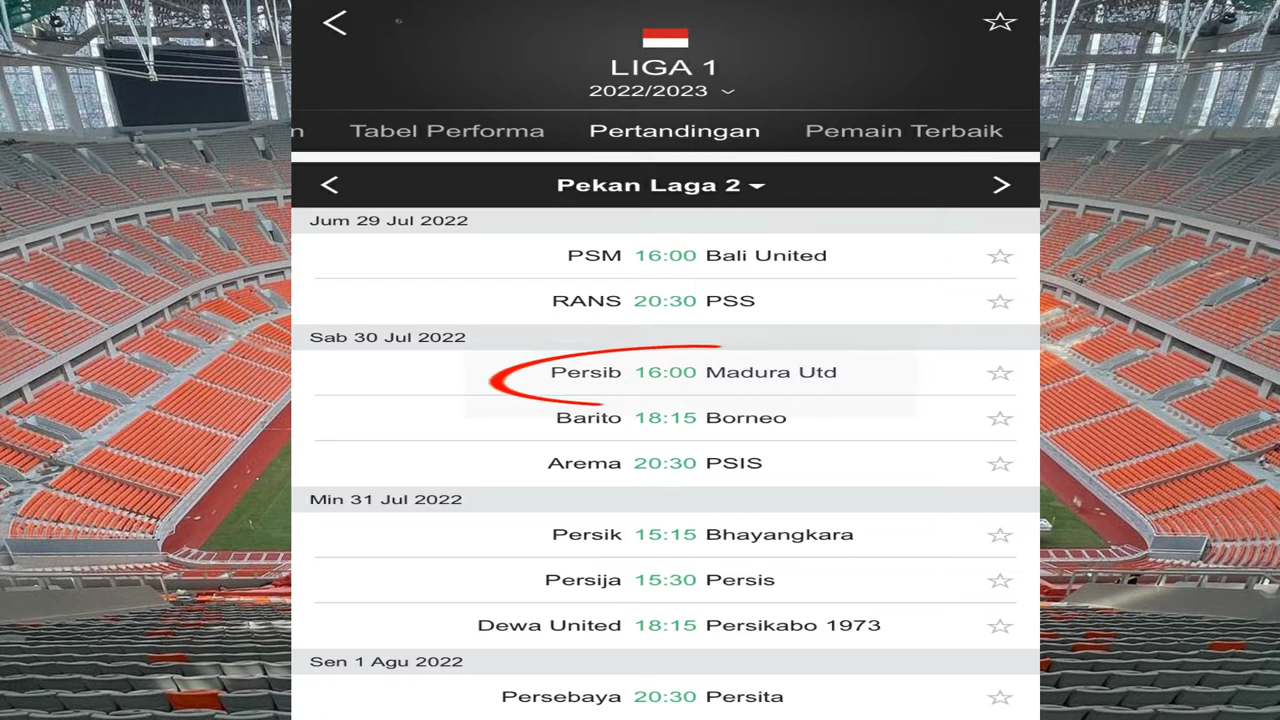 LIGA 1
2022/2023
n Tabel Performa Pertandingan Pemain Terbaik
Pekan Laga 2
Jum 29 Jul 2022
PSM 16:00 Bali United
RANS 20:30 PSS
Sab 30 Jul 2022
Persib 16:00 Madura Utd
Barito 18:15 Borneo
Arema 20:30 PSIS
Min 31 Jul 2022
Persik 15:15 Bhayangkara
Persija 15:30 Persis
Dewa United 18:15 Persikabo 1973
Sen 1 Agu 2022
Persebaya 20:30 Persita